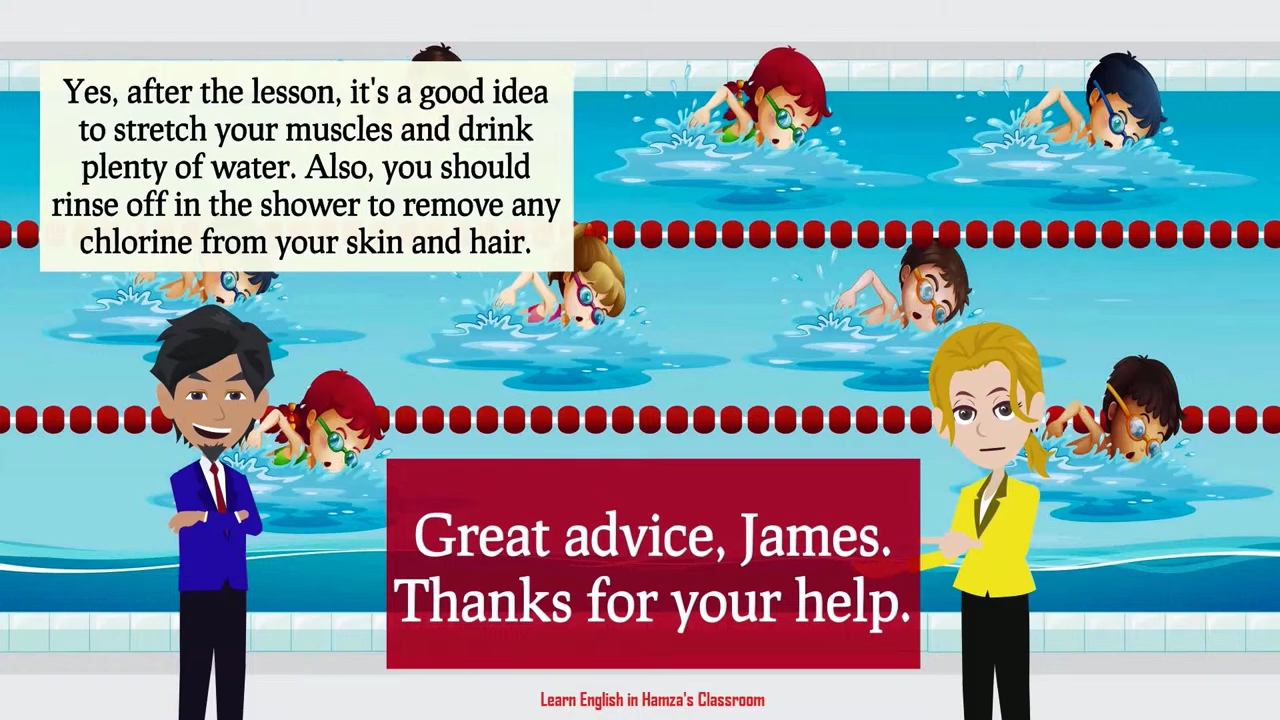 Yes, after the lesson, it's a good idea
to stretch your muscles and drink
plenty of water. Also, you should
rinse off in the shower to remove any
chlorine from your skin and hair.
Great advice, James.
Thanks for your help.
Learn English in Hamza's Classroom